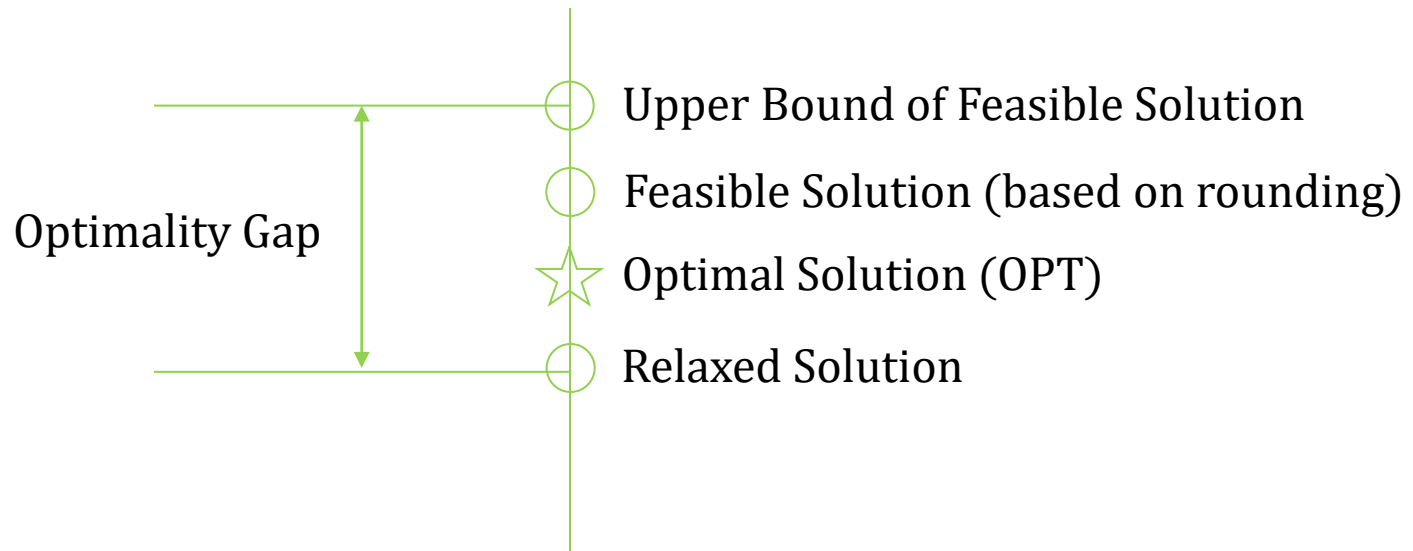 Upper Bound of Feasible Solution
Feasible Solution (based on rounding)
Optimality Gap
Optimal Solution (OPT)
Relaxed Solution